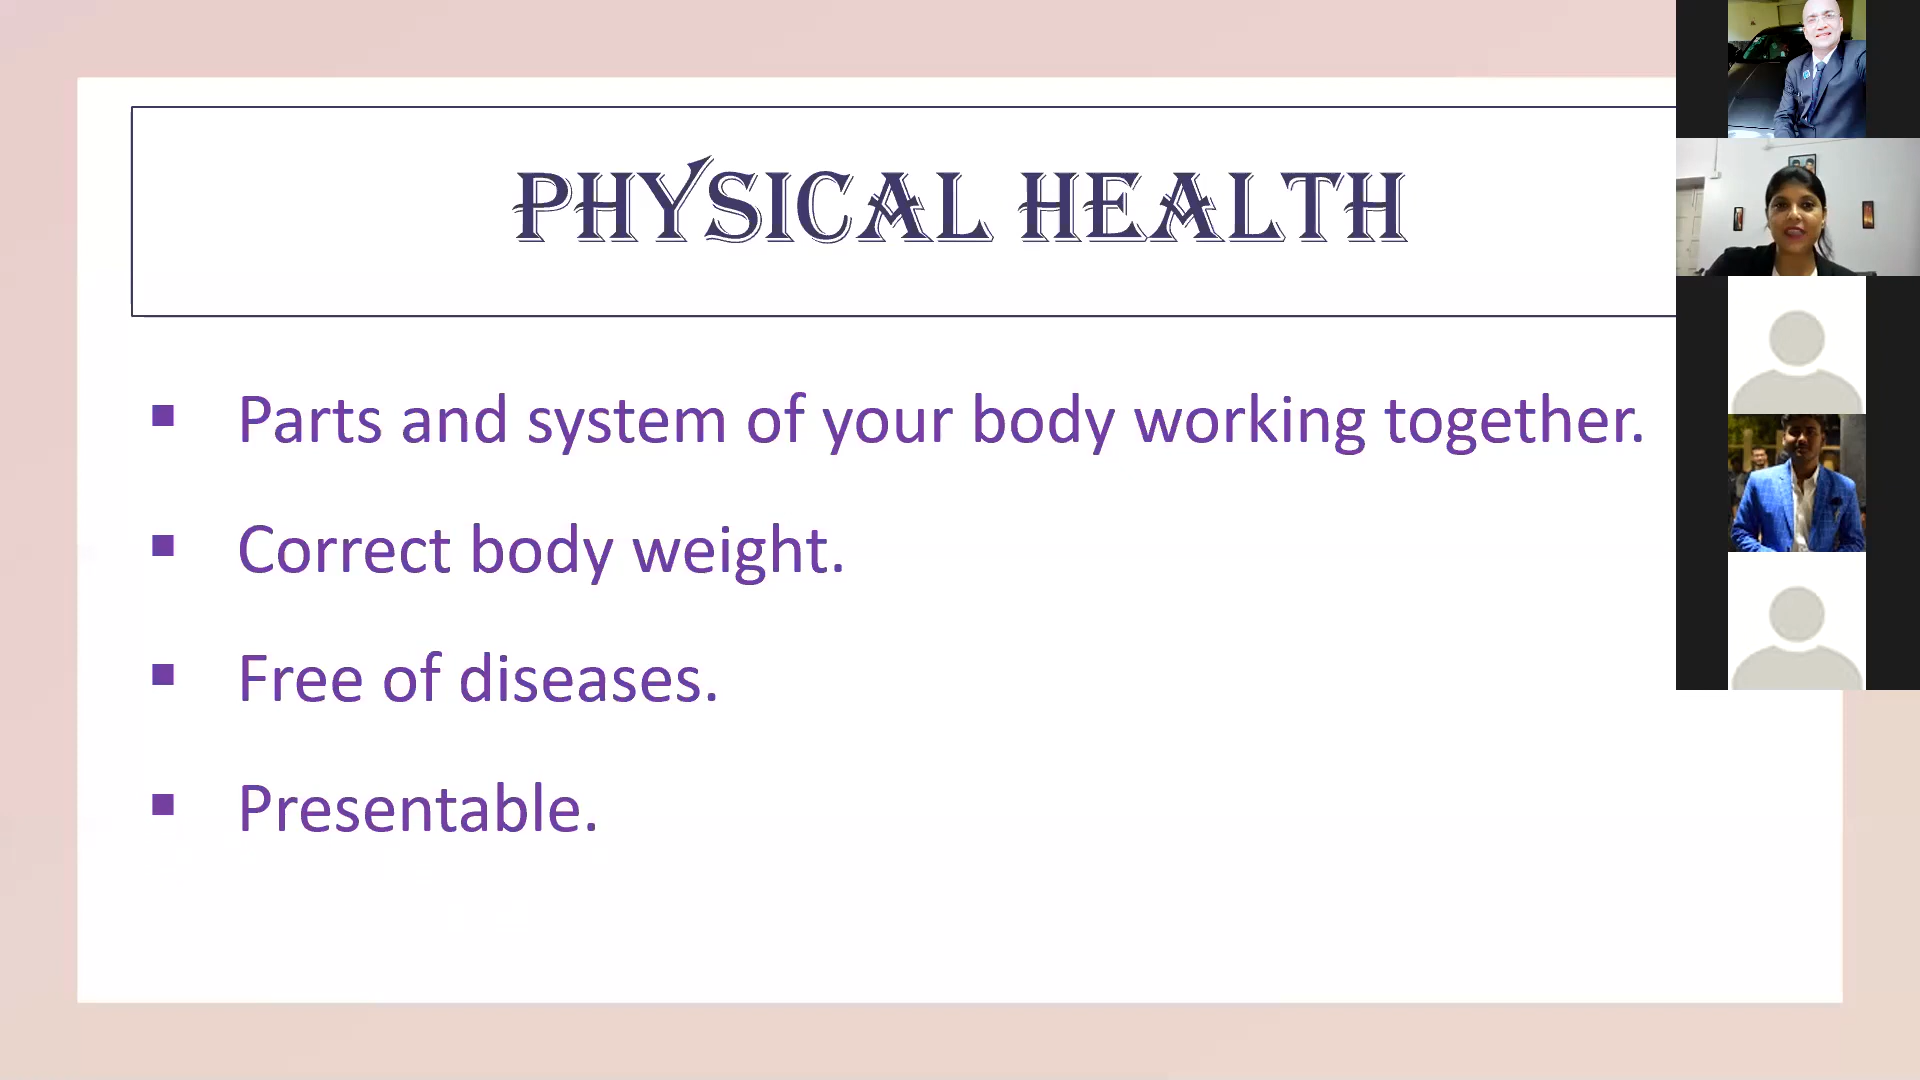 PHYSICAL HEALTH
Parts and system of your body working together.
Correct body weight.
Free of diseases.
Presentable.